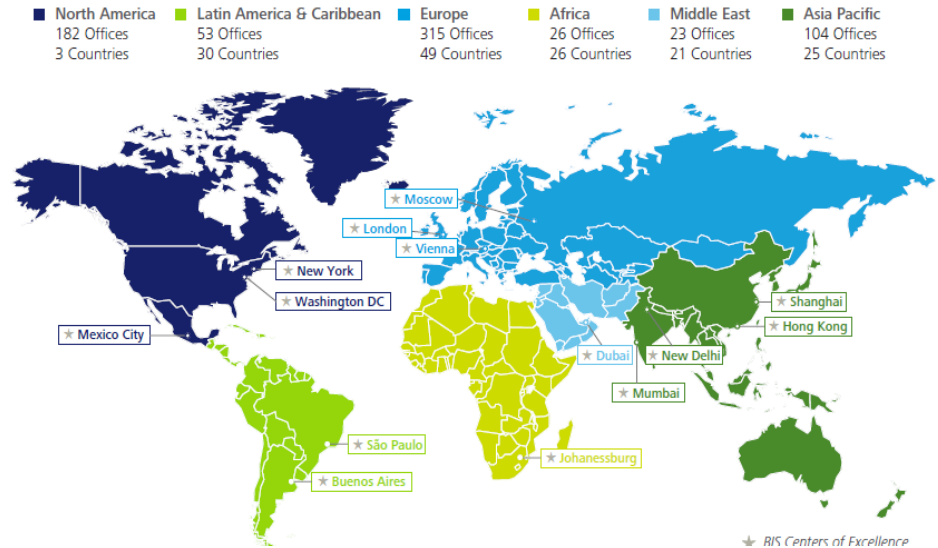 North America
182 Offices
3 Countries
Latin America & Caribbean
53 Offices
30 Countries
Europe
315 Offices
49 Countries
Africa
26 Offices
26 Countries
Middle East
23 Offices
21 Countries
Asia Pacific
104 Offices
25 Countries
★ Moscow
★ London
★ Vienna
★ New York
★ Washington DC
★ Mexico City
★ Shanghai
★ Hong Kong
★ Dubai
★ New Delhi
★ Mumbai
★ São Paulo
★ Johanessburg
★ Buenos Aires
★ BIS Centers of Excellence